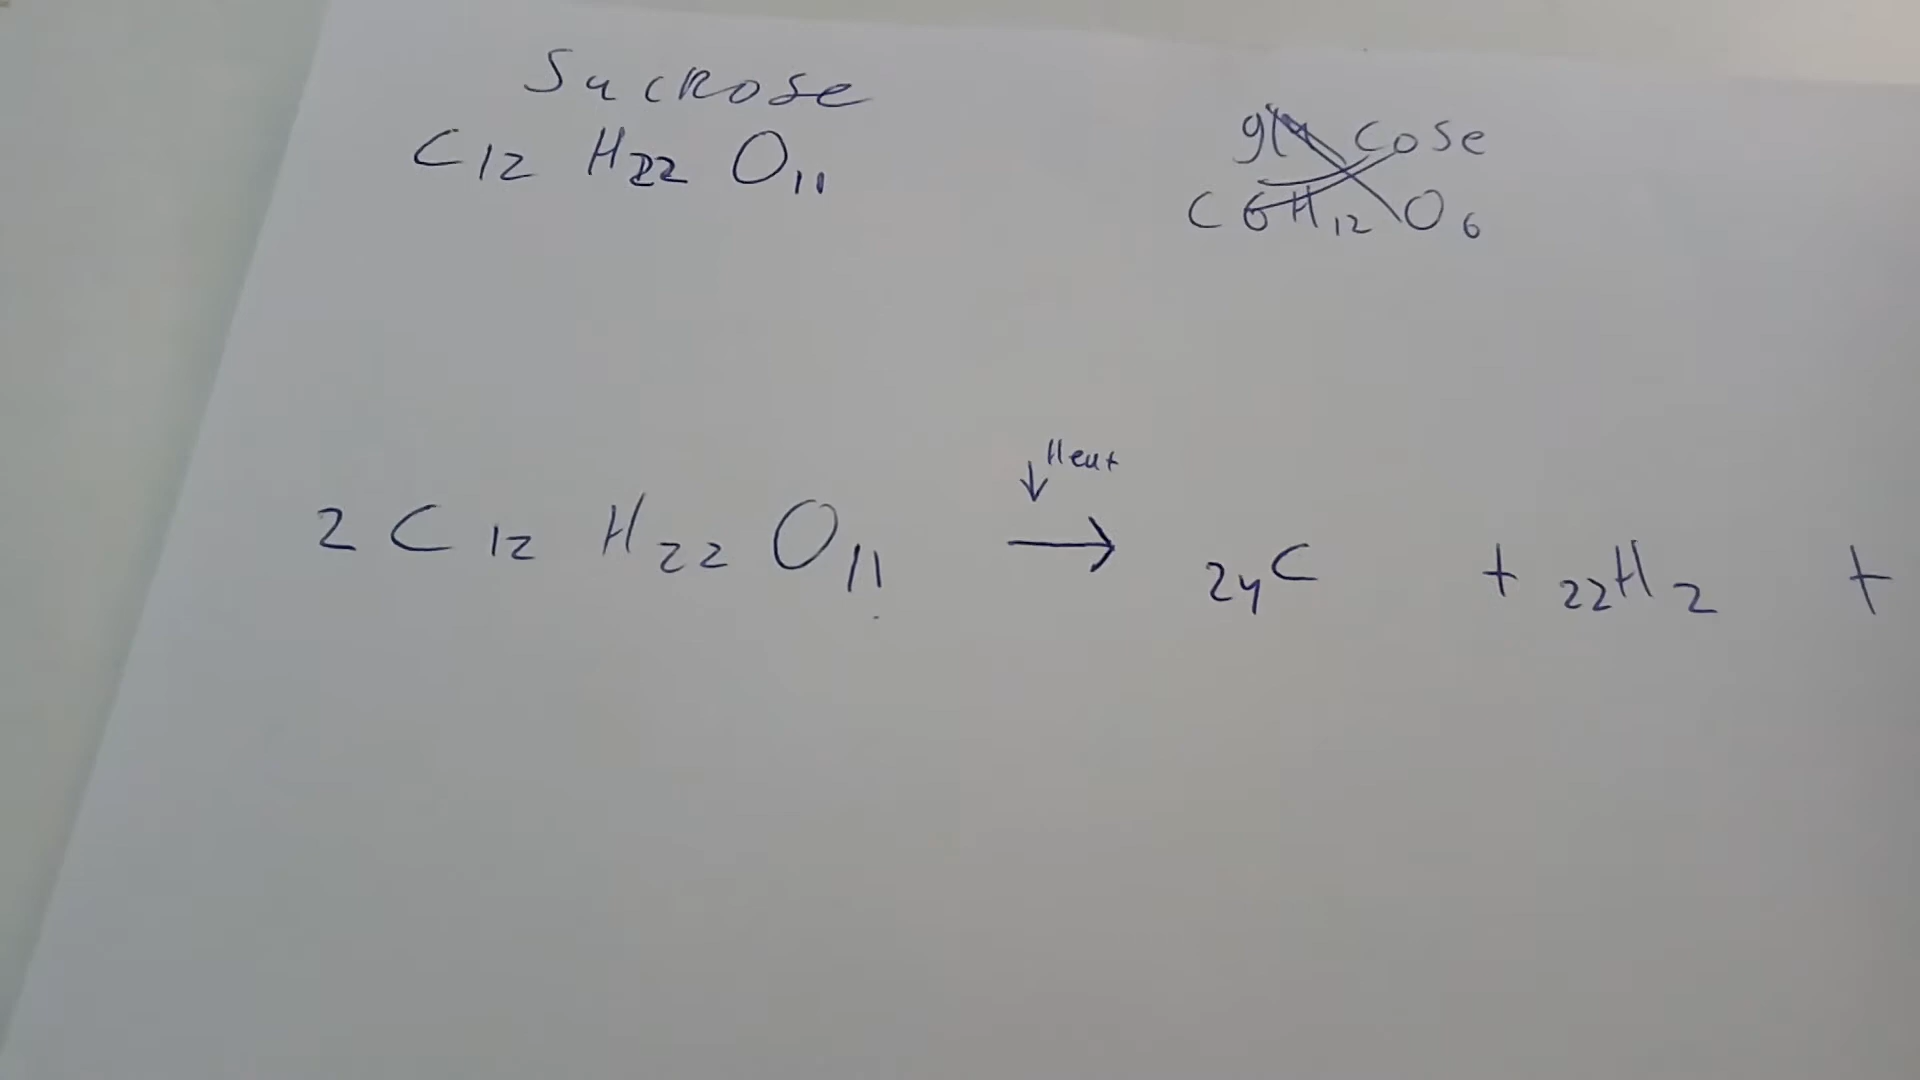 Sucrose
C12 H22 O11
glucose
C6H12O6
Heat
2 C12 H22 O11 → 24C + 22H2 +